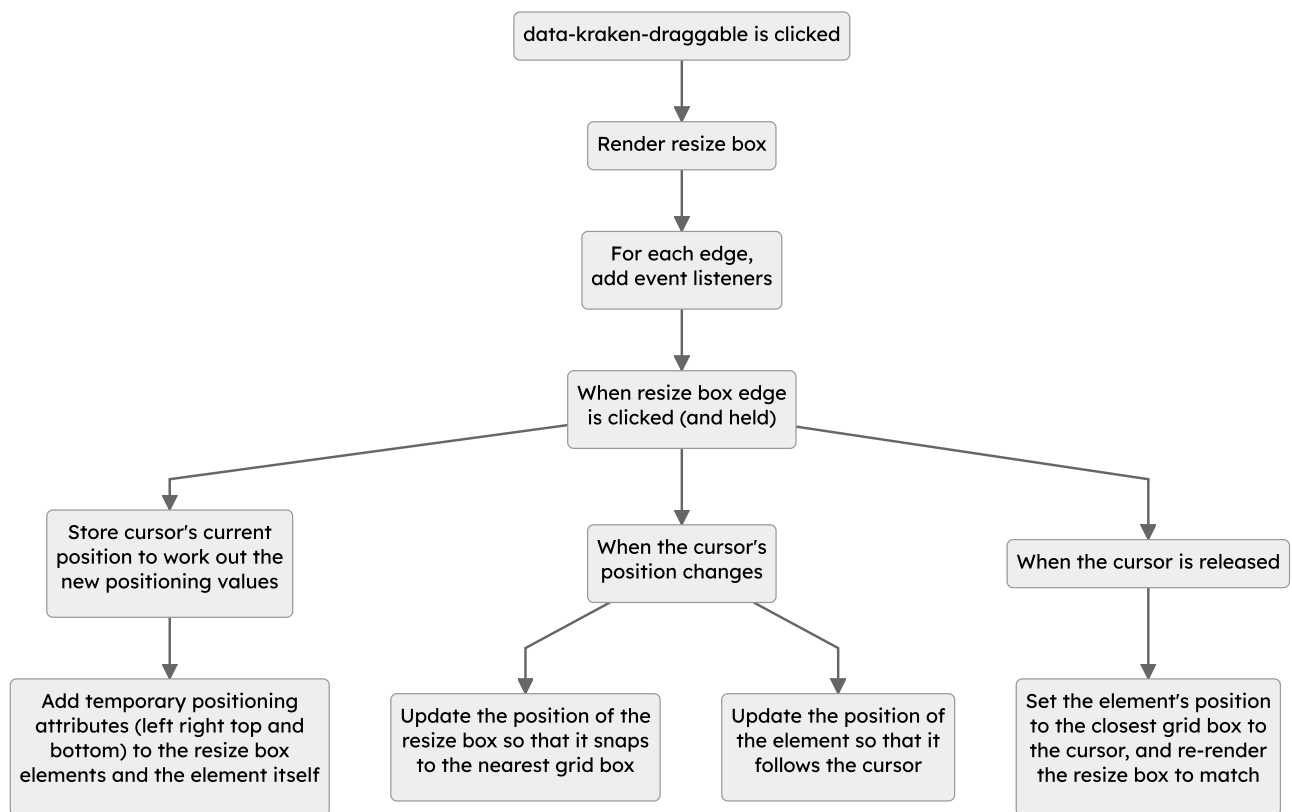 data-kraken-draggable is clicked
Render resize box
For each edge,
add event listeners
When resize box edge
is clicked (and held)
Store cursor's current
position to work out the
new positioning values
When the cursor's
position changes
When the cursor is released
Add temporary positioning
attributes (left right top and
bottom) to the resize box
elements and the element itself
Update the position of the
resize box so that it snaps
to the nearest grid box
Update the position of
the element so that it
follows the cursor
Set the element's position
to the closest grid box to
the cursor, and re-render
the resize box to match